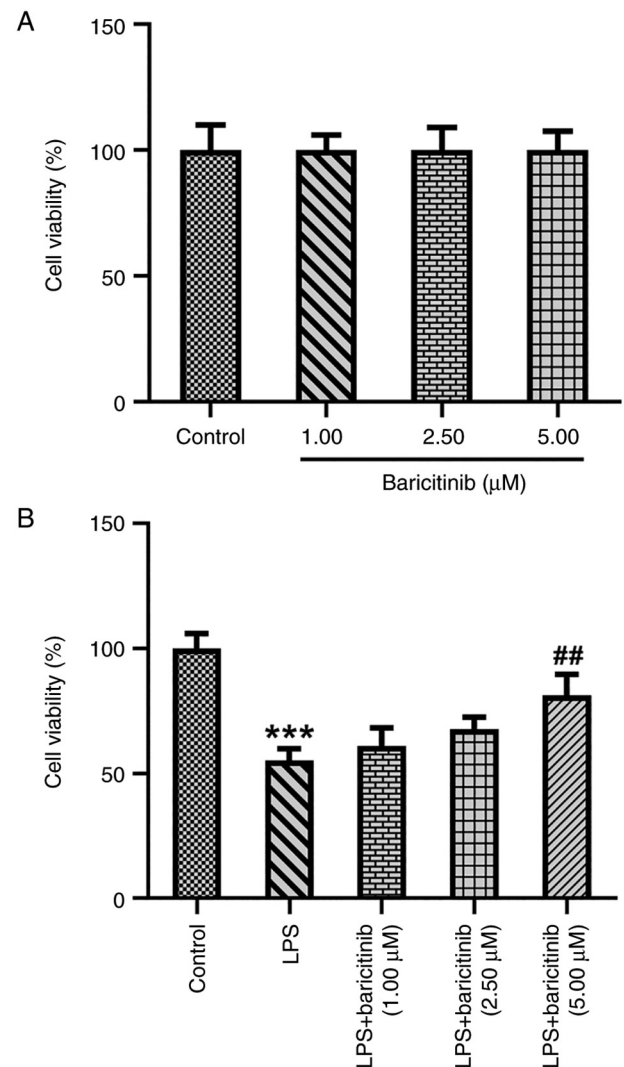 A
150
100
50
0
Cell viability (%)
Control
1.00
2.50
5.00
Baricitinib (μM)
B
150
100
50
0
Cell viability (%)
***
##
Control
LPS
LPS+baricitinib
(1.00 μM)
LPS+baricitinib
(2.50 μM)
LPS+baricitinib
(5.00 μM)